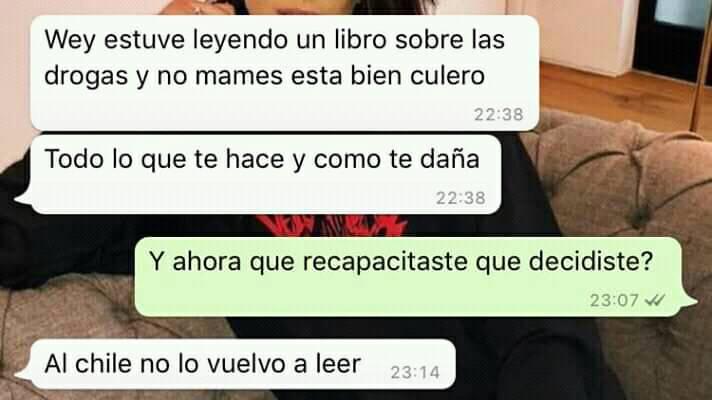 Wey estuve leyendo un libro sobre las
drogas y no mames esta bien culero
22:38
Todo lo que te hace y como te daña
22:38
Y ahora que recapacitaste que decidiste?
23:07
Al chile no lo vuelvo a leer
23:14